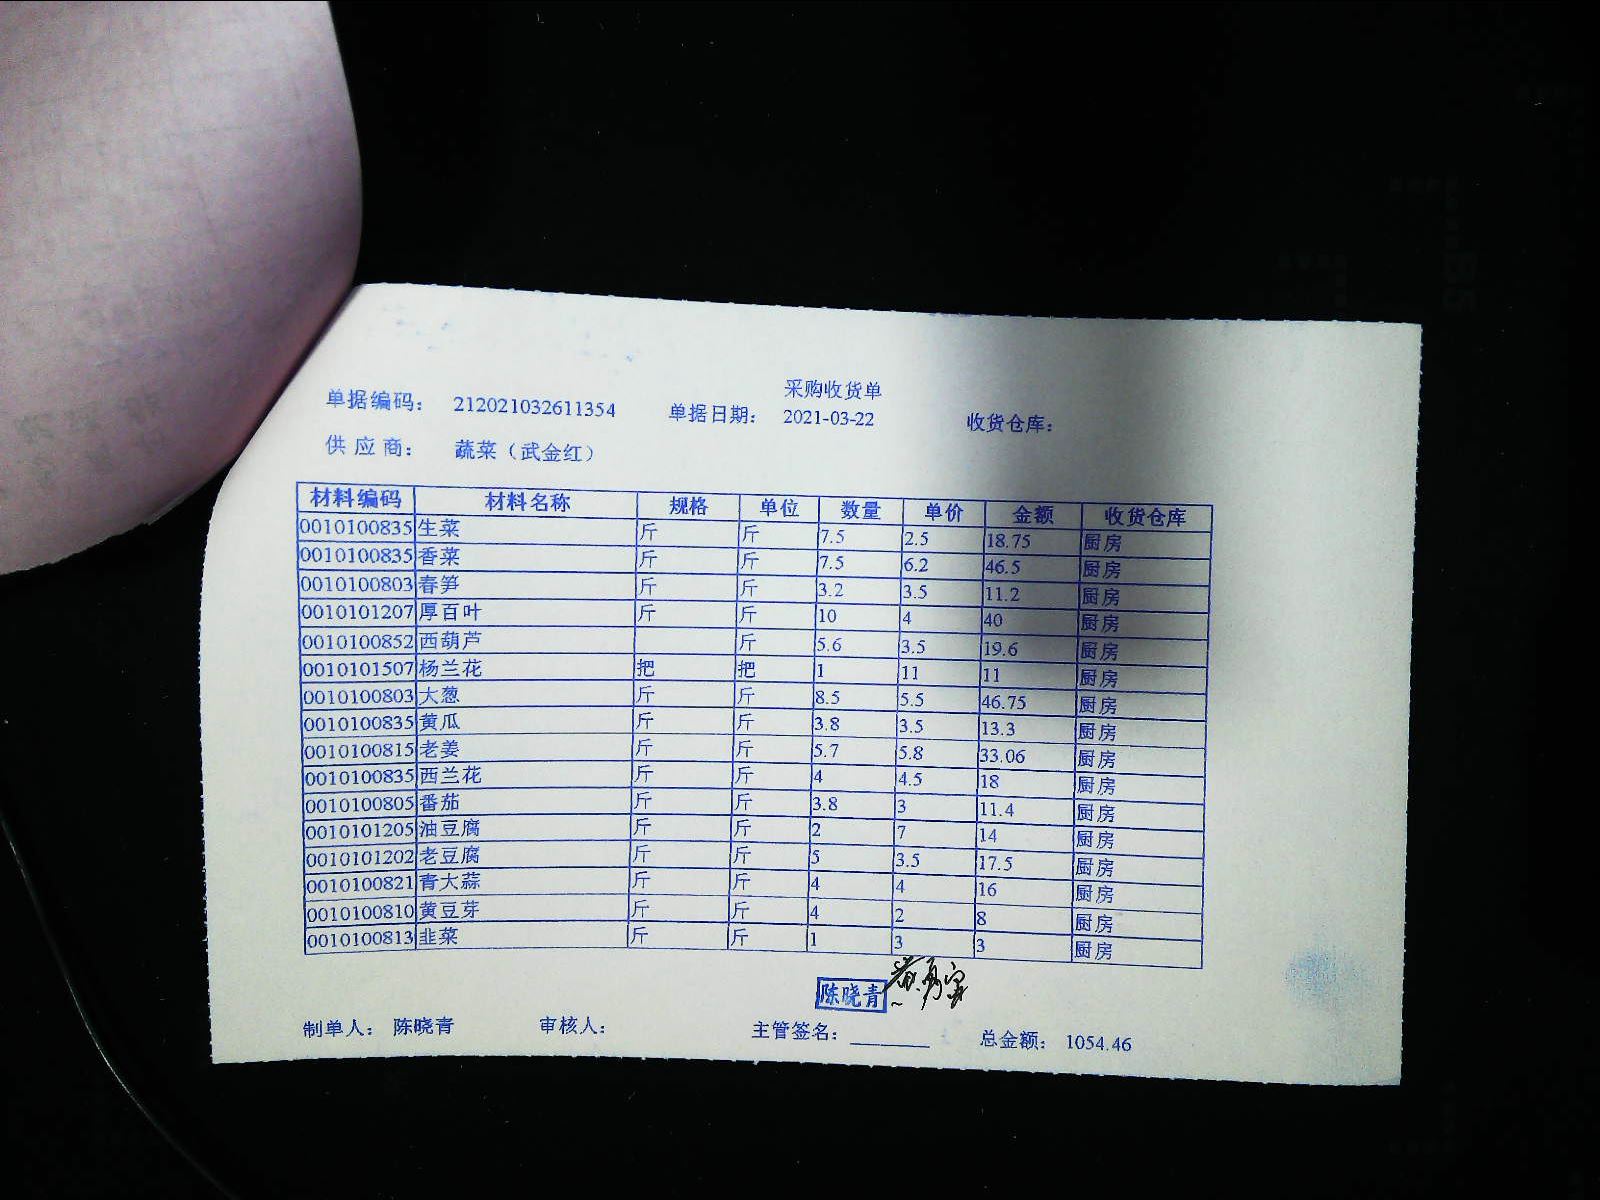 采购收货单
单据编码： 212021032611354 单据日期： 2021-03-22 收货仓库：
供 应 商： 蔬菜（武金红）
材料编码 材料名称 规格 单位 数量 单价 金额 收货仓库
0010100835 生菜 斤 斤 7.5 2.5 18.75 厨房
0010100835 香菜 斤 斤 7.5 6.2 46.5 厨房
0010100803 春笋 斤 斤 3.2 3.5 11.2 厨房
0010101207 厚百叶 斤 斤 10 4 40 厨房
0010100852 西葫芦 斤 5.6 3.5 19.6 厨房
0010101507 杨兰花 把 把 1 11 11 厨房
0010100803 大葱 斤 斤 8.5 5.5 46.75 厨房
0010100835 黄瓜 斤 斤 3.8 3.5 13.3 厨房
0010100815 老姜 斤 斤 5.7 5.8 33.06 厨房
0010100835 西兰花 斤 斤 4 4.5 18 厨房
0010100805 番茄 斤 斤 3.8 3 11.4 厨房
0010101205 油豆腐 斤 斤 2 7 14 厨房
0010101202 老豆腐 斤 斤 5 3.5 17.5 厨房
0010100821 青大蒜 斤 斤 4 4 16 厨房
0010100810 黄豆芽 斤 斤 4 2 8 厨房
0010100813 韭菜 斤 斤 1 3 3 厨房
陈晓青
制单人： 陈晓青 审核人： 主管签名： 总金额： 1054.46